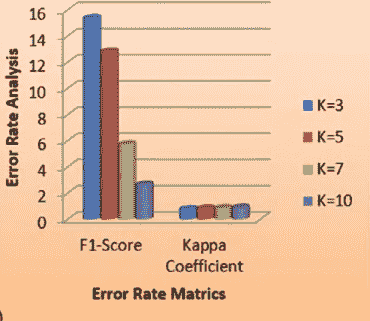 16
14
12
10
8
6
4
2
0
Error Rate Analysis
F1-Score
Kappa
Coefficient
Error Rate Matrics
K=3
K=5
K=7
K=10